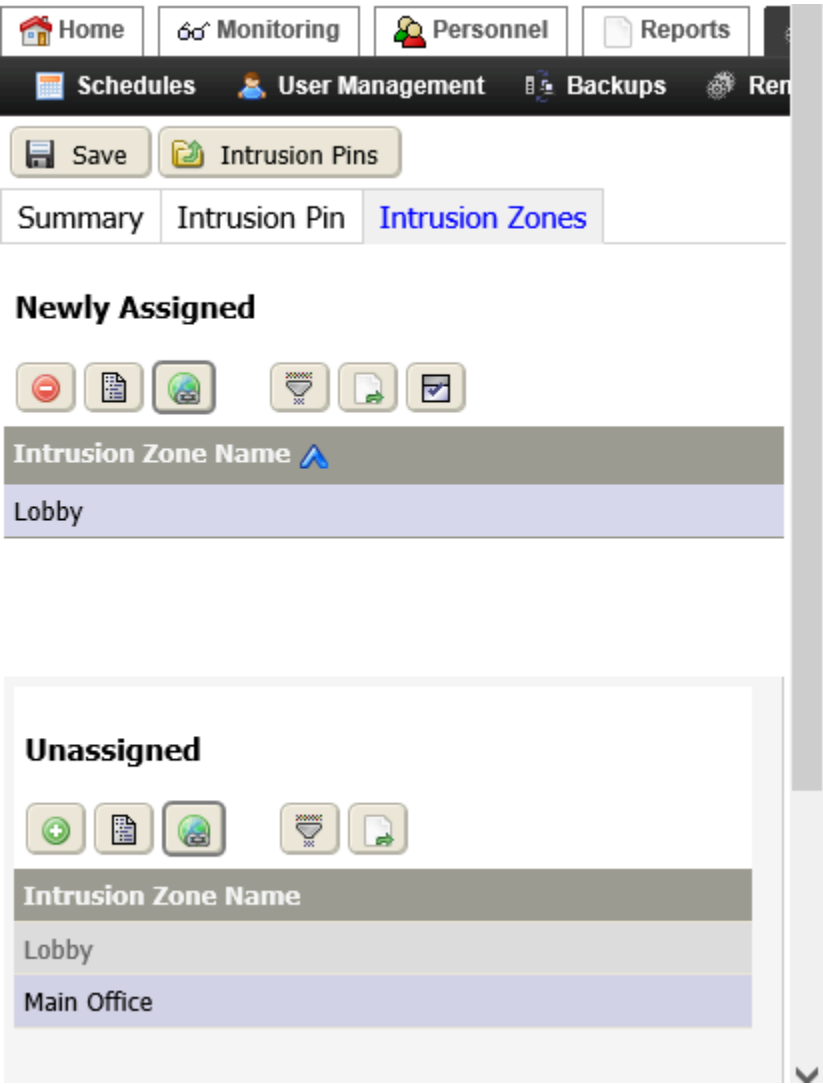 Home Monitoring Personnel Reports
Schedules User Management Backups Ren
Save Intrusion Pins
Summary Intrusion Pin Intrusion Zones
Newly Assigned
Intrusion Zone Name
Lobby
Unassigned
Intrusion Zone Name
Lobby
Main Office